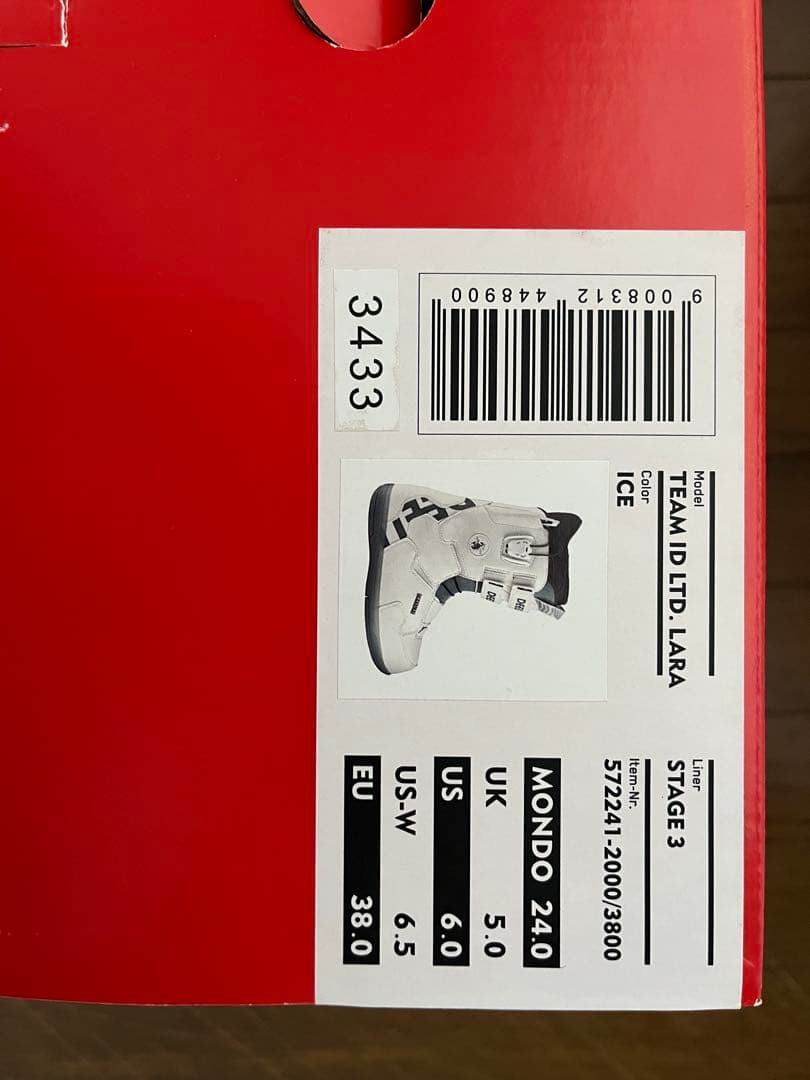 Model
TEAM ID LTD. LARA
Color
ICE
Liner
STAGE 3
Item-Nr.
572241-2000/3800
MONDO 24.0
UK 5.0
US 6.0
US-W 6.5
EU 38.0
9 008312 448900
3433